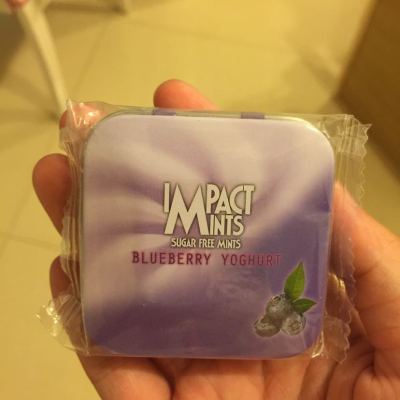 IMPACT
MINTS
SUGAR FREE MINTS
BLUEBERRY YOGHURT